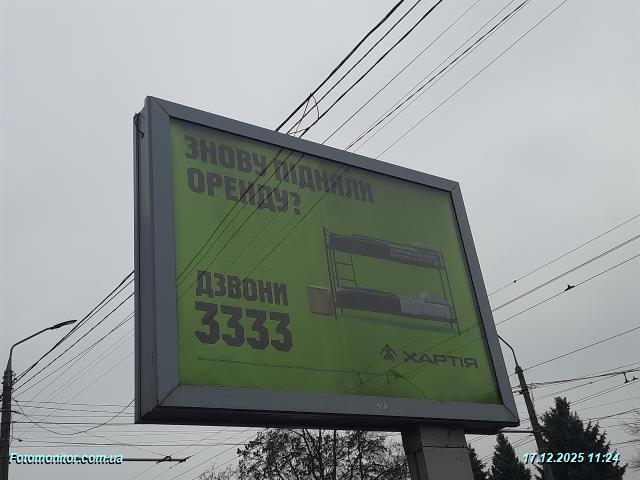 ЗНОВУ ПІДНЯЛИ
ОРЕНДУ?
ДЗВОНИ
3333
ХАРТІЯ
Fotomonitor.com.ua
17.12.2025 11:24